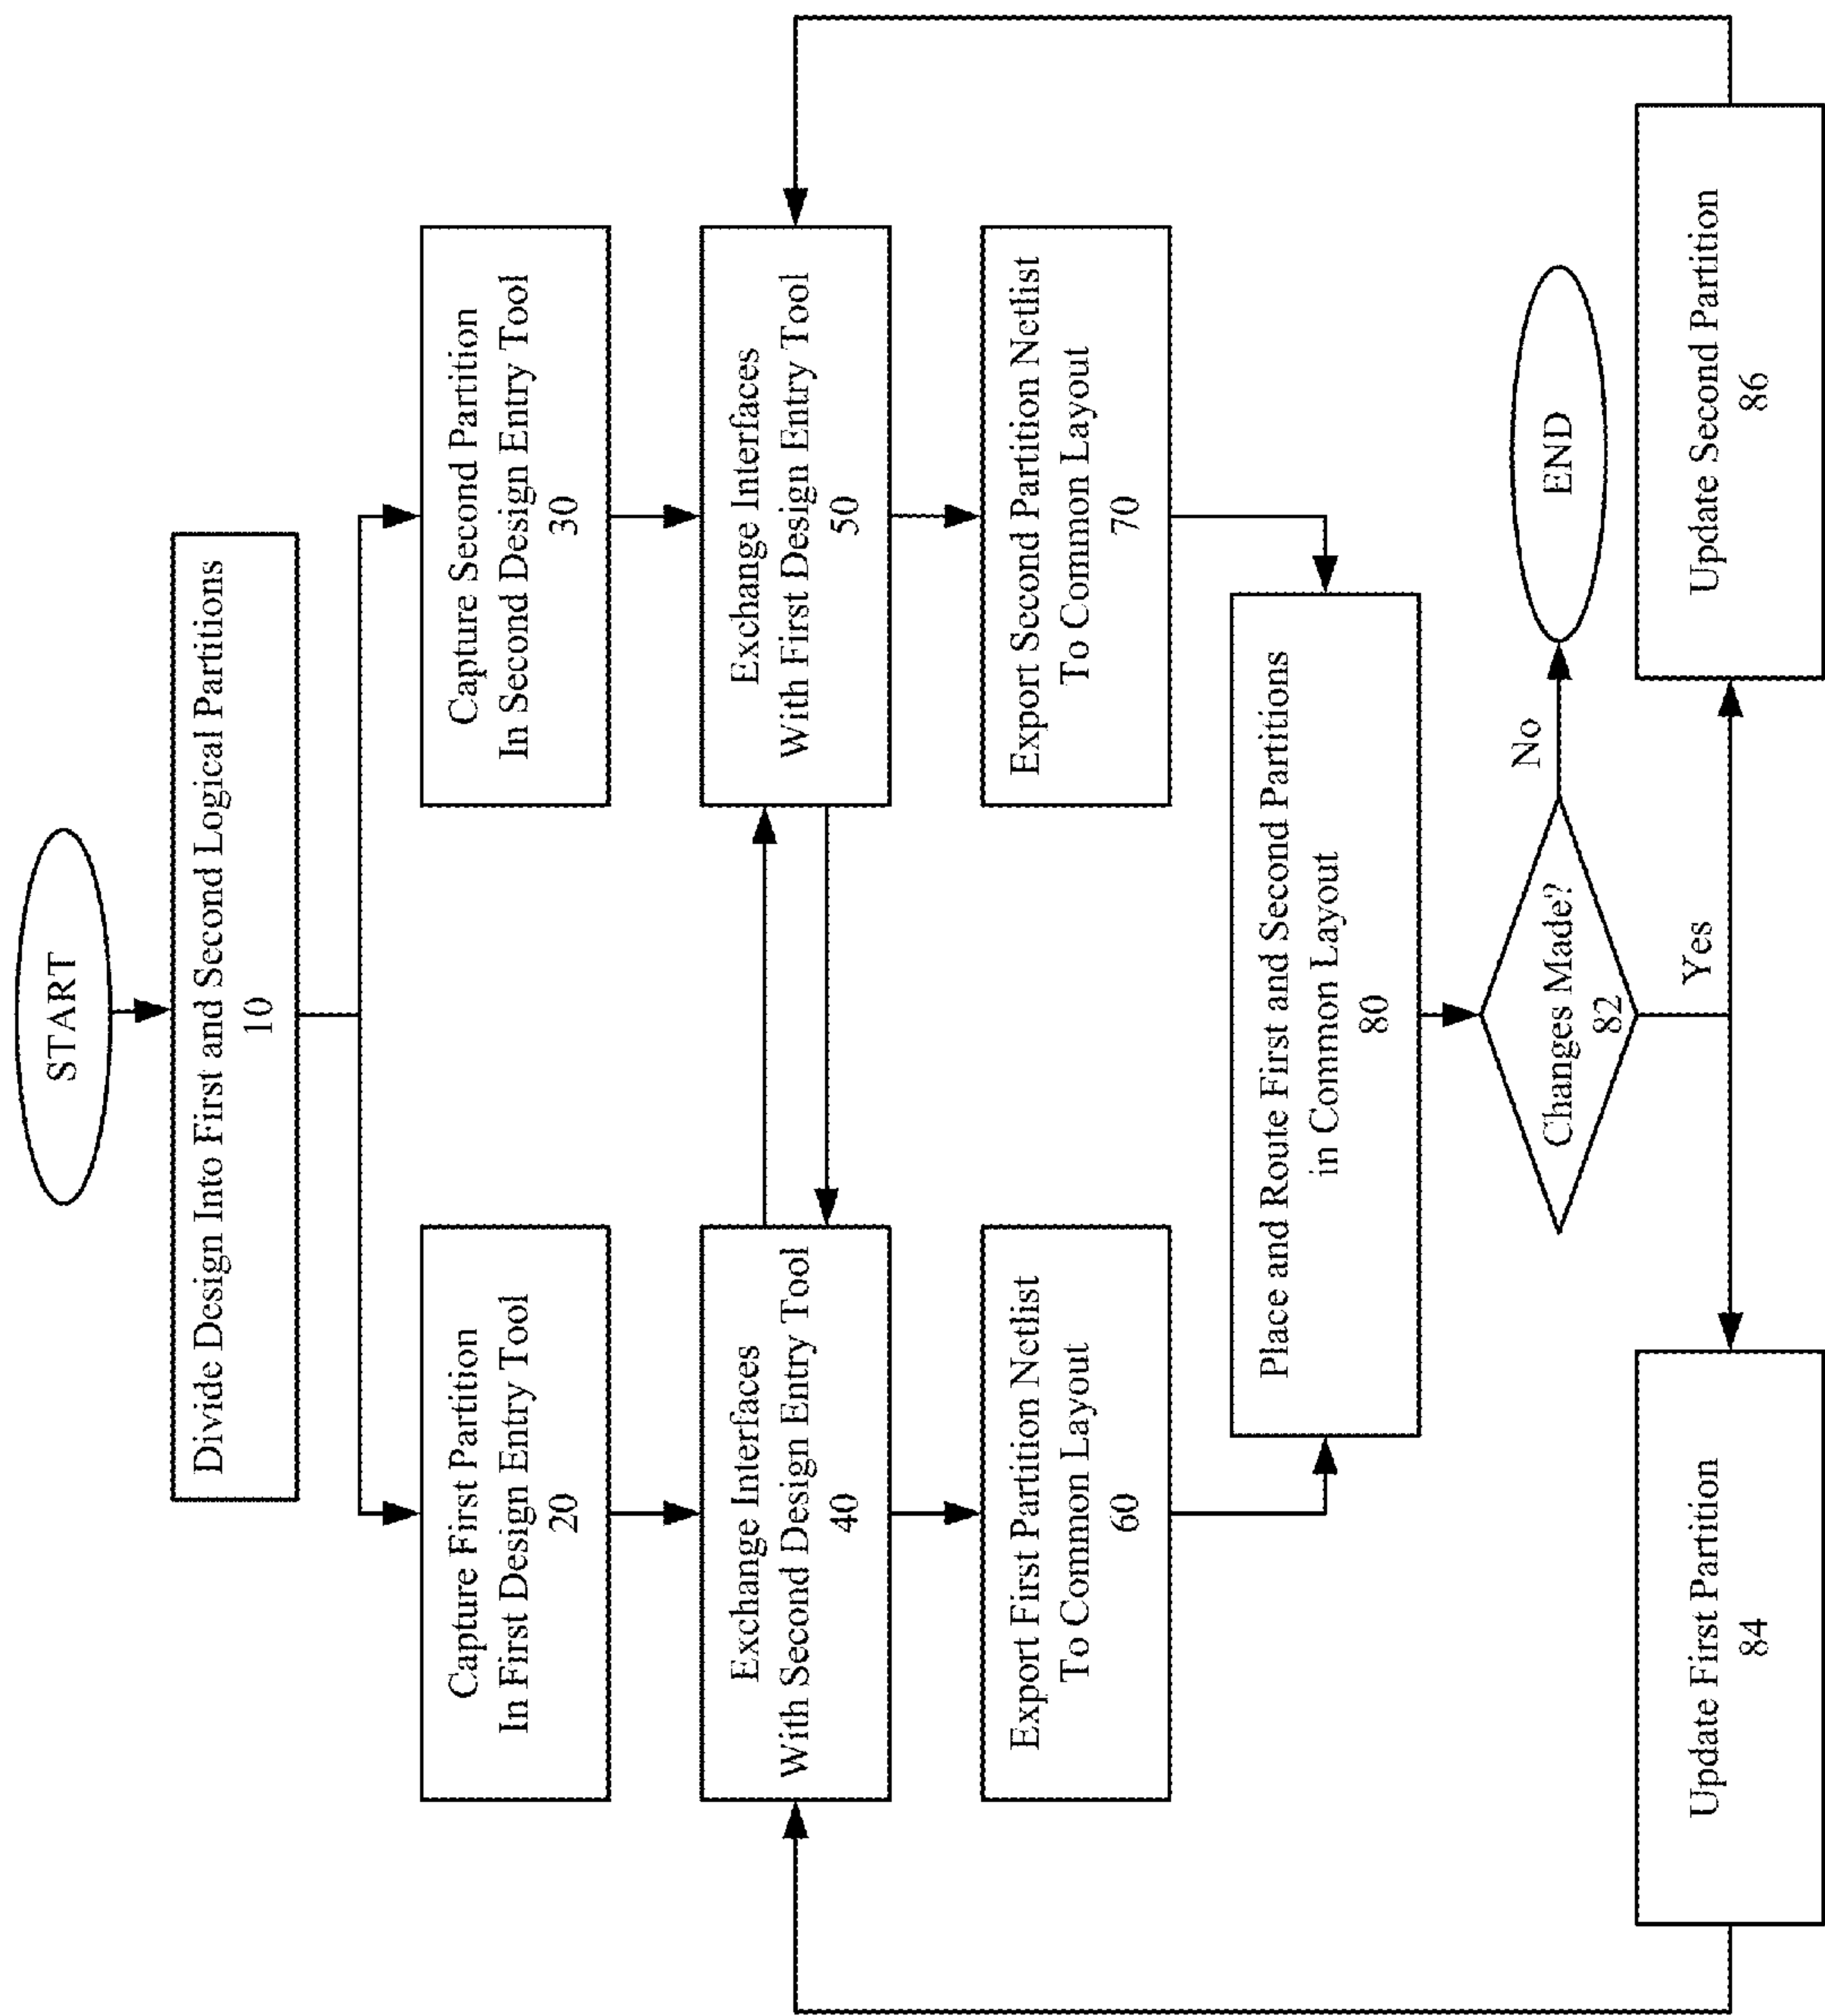 START
Divide Design Into First and Second Logical Partitions
10
Capture First Partition
In First Design Entry Tool
20
Capture Second Partition
In Second Design Entry Tool
30
Exchange Interfaces
With Second Design Entry Tool
40
Exchange Interfaces
With First Design Entry Tool
50
Export First Partition Netlist
To Common Layout
60
Export Second Partition Netlist
To Common Layout
70
Place and Route First and Second Partitions
in Common Layout
80
Changes Made?
82
No
END
Yes
Update First Partition
84
Update Second Partition
86